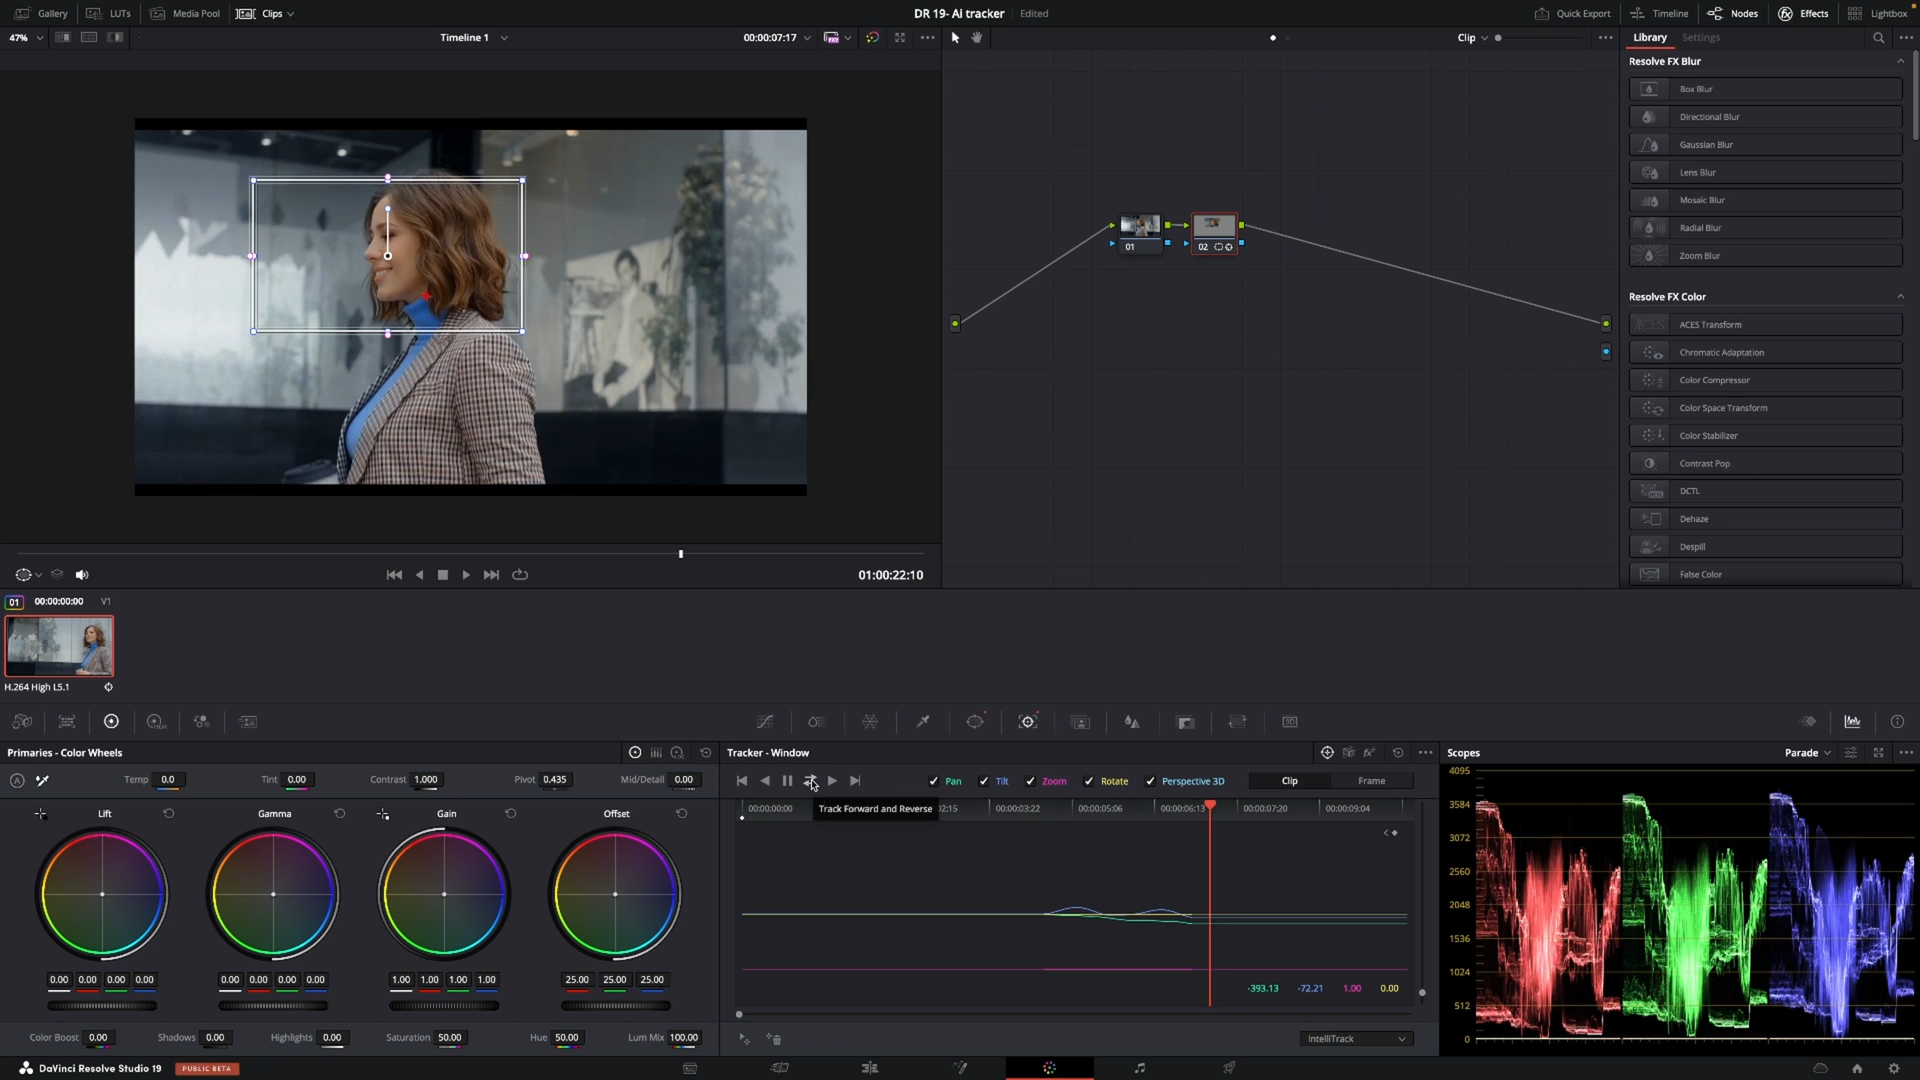 Gallery LUTs Media Pool Clips DR 19- Ai tracker Edited Quick Export Timeline Nodes Effects Lightbox
47% Timeline 1 00:00:07:17 Clip Library Settings
Resolve FX Blur
Box Blur
Directional Blur
Gaussian Blur
Lens Blur
Mosaic Blur
Radial Blur
Zoom Blur
01 02
Resolve FX Color
ACES Transform
Chromatic Adaptation
Color Compressor
Color Space Transform
Color Stabilizer
Contrast Pop
DCTL
Dehaze
Despill
False Color
01:00:22:10
01 00:00:00:00 V1
H.264 High L5.1
Primaries - Color Wheels Tracker - Window Scopes Parade
Temp 0.0 Tint 0.00 Contrast 1.000 Pivot 0.435 Mid/Detail 0.00
Pan Tilt Zoom Rotate Perspective 3D Clip Frame
00:00:00:00 02:15 00:00:03:22 00:00:05:06 00:00:06:13 00:00:07:20 00:00:09:04
Track Forward and Reverse
Lift Gamma Gain Offset
0.00 0.00 0.00 0.00 0.00 0.00 0.00 0.00 1.00 1.00 1.00 1.00 25.00 25.00 25.00
-393.13 -72.21 1.00 0.00
Color Boost 0.00 Shadows 0.00 Highlights 0.00 Saturation 50.00 Hue 50.00 Lum Mix 100.00
IntelliTrack
4095
3584
3072
2560
2048
1536
1024
512
0
DaVinci Resolve Studio 19 PUBLIC BETA